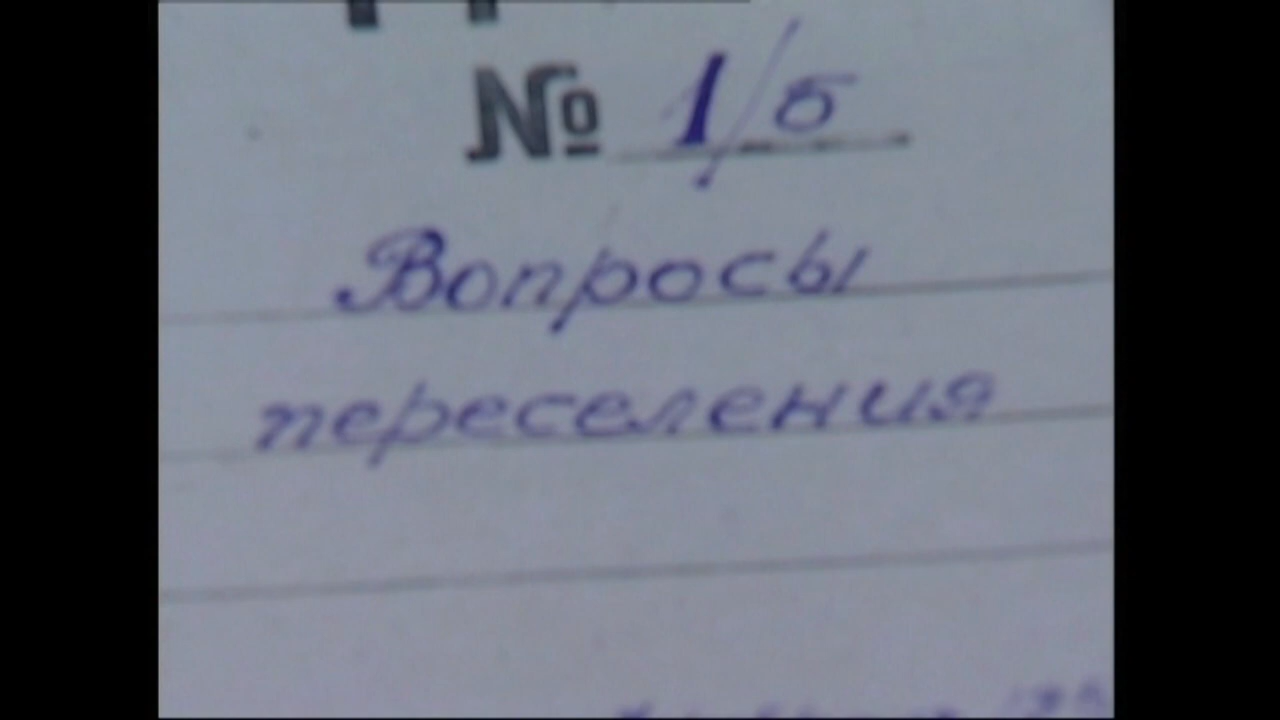 № 1/б
Вопросы
переселения